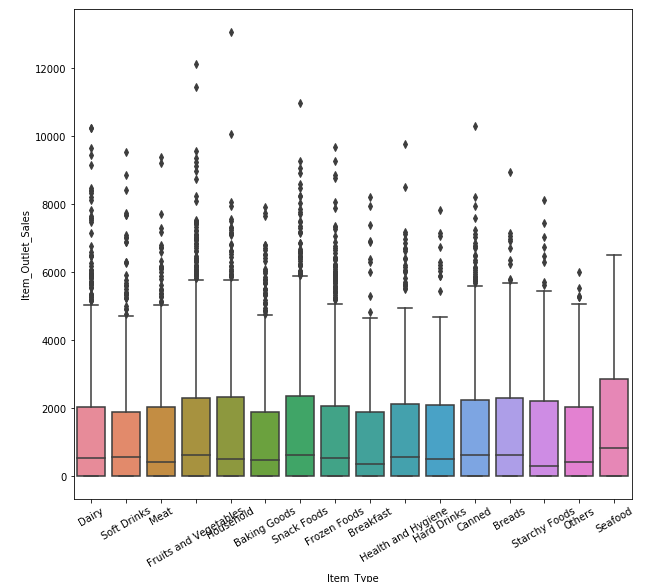 12000
10000
8000
6000
4000
2000
0
Item_Outlet_Sales
Dairy
Soft Drinks
Meat
Fruits and Vegetables
Household
Baking Goods
Snack Foods
Frozen Foods
Breakfast
Health and Hygiene
Hard Drinks
Canned
Breads
Starchy Foods
Others
Seafood
Item_Type